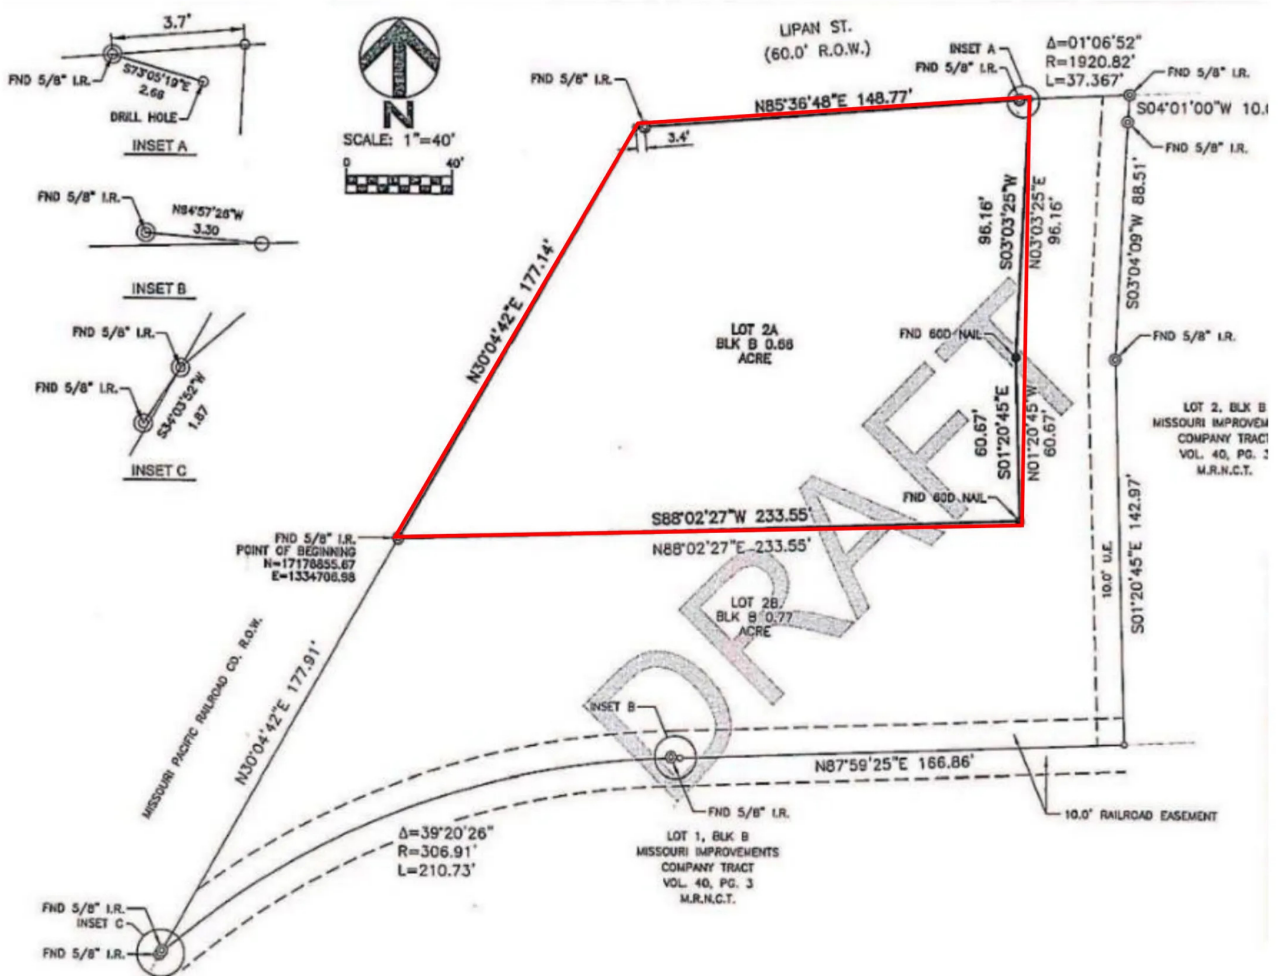 3.7'
FND 5/8" I.R.
S73°05'19"E
2.68
DRILL HOLE
INSET A
FND 5/8" I.R.
N84°57'26"W
3.30
INSET B
FND 5/8" I.R.
FND 5/8" I.R.
S34°03'52"W
1.87
INSET C
N
SCALE: 1"=40'
0 40'
LIPAN ST.
(60.0' R.O.W.)
INSET A
FND 5/8" I.R.
Δ=01°06'52"
R=1920.82'
L=37.367'
FND 5/8" I.R.
S04°01'00"W 10.0
FND 5/8" I.R.
FND 5/8" I.R.
N85°36'48"E 148.77'
3.4'
N30°04'42"E 177.14'
S03°03'25"W
96.16'
N03°03'25"E
96.16'
S03°04'09"W 88.51'
LOT 2A
BLK B 0.66
ACRE
FND 60D NAIL
FND 5/8" I.R.
S01°20'45"E
60.67'
N01°20'45"W
60.67'
LOT 2, BLK B
MISSOURI IMPROVEM
COMPANY TRACT
VOL. 40, PG. 3
M.R.N.C.T.
FND 60D NAIL
S88°02'27"W 233.55'
N88°02'27"E 233.55'
FND 5/8" I.R.
POINT OF BEGINNING
N=17176855.67
E=1334706.98
10.0' U.E.
S01°20'45"E 142.97'
LOT 2B,
BLK B 0.77
ACRE
DRAFT
MISSOURI PACIFIC RAILROAD CO. R.O.W.
N30°04'42"E 177.91'
INSET B
N87°59'25"E 166.86'
FND 5/8" I.R.
10.0' RAILROAD EASEMENT
Δ=39°20'26"
R=306.91'
L=210.73'
LOT 1, BLK B
MISSOURI IMPROVEMENTS
COMPANY TRACT
VOL. 40, PG. 3
M.R.N.C.T.
FND 5/8" I.R.
INSET C
FND 5/8" I.R.